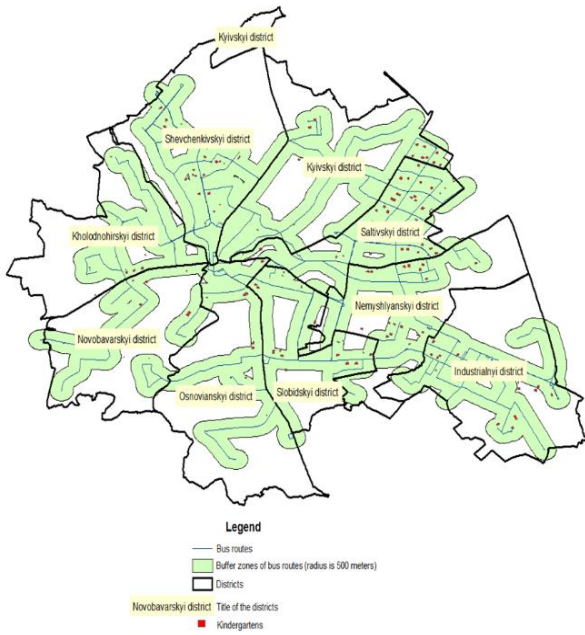 Kyivskyi district
Shevchenkivskyi district
Kyivskyi district
Kholodnohirskyi district
Saltivskyi district
Nemyshlyanskyi district
Novobavarskyi district
Industrialnyi district
Osnovianskyi district
Slobidskyi district
Legend
Bus routes
Buffer zones of bus routes (radius is 500 meters)
Districts
Novobavarskyi district Title of the districts
Kindergartens